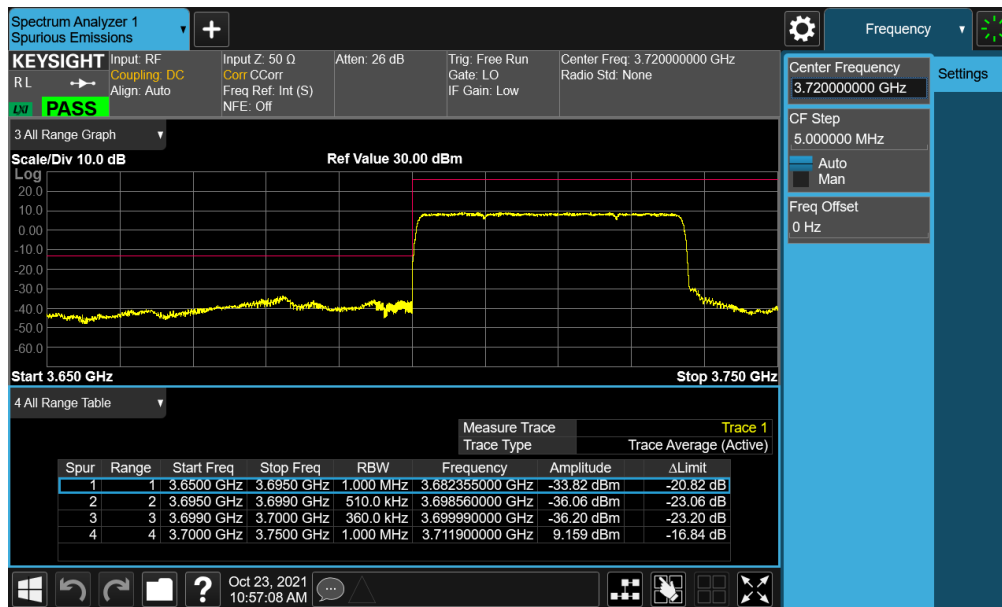 Spectrum Analyzer 1
Spurious Emissions
Frequency
KEYSIGHT
Input: RF
Input Z: 50 Ω
Atten: 26 dB
Trig: Free Run
Center Freq: 3.720000000 GHz
R L
Coupling: DC
Corr CCorr
Gate: LO
Radio Std: None
Align: Auto
Freq Ref: Int (S)
IF Gain: Low
LXI PASS
NFE: Off
Center Frequency
3.720000000 GHz
Settings
CF Step
5.000000 MHz
Auto
Man
Freq Offset
0 Hz
3 All Range Graph
Scale/Div 10.0 dB
Ref Value 30.00 dBm
Log
20.0
10.0
0.00
-10.0
-20.0
-30.0
-40.0
-50.0
-60.0
Start 3.650 GHz
Stop 3.750 GHz
4 All Range Table
Measure Trace Trace 1
Trace Type Trace Average (Active)
Spur Range Start Freq Stop Freq RBW Frequency Amplitude ΔLimit
1 1 3.6500 GHz 3.6950 GHz 1.000 MHz 3.682355000 GHz -33.82 dBm -20.82 dB
2 2 3.6950 GHz 3.6990 GHz 510.0 kHz 3.698560000 GHz -36.06 dBm -23.06 dB
3 3 3.6990 GHz 3.7000 GHz 360.0 kHz 3.699990000 GHz -36.20 dBm -23.20 dB
4 4 3.7000 GHz 3.7500 GHz 1.000 MHz 3.711900000 GHz 9.159 dBm -16.84 dB
?
Oct 23, 2021
10:57:08 AM